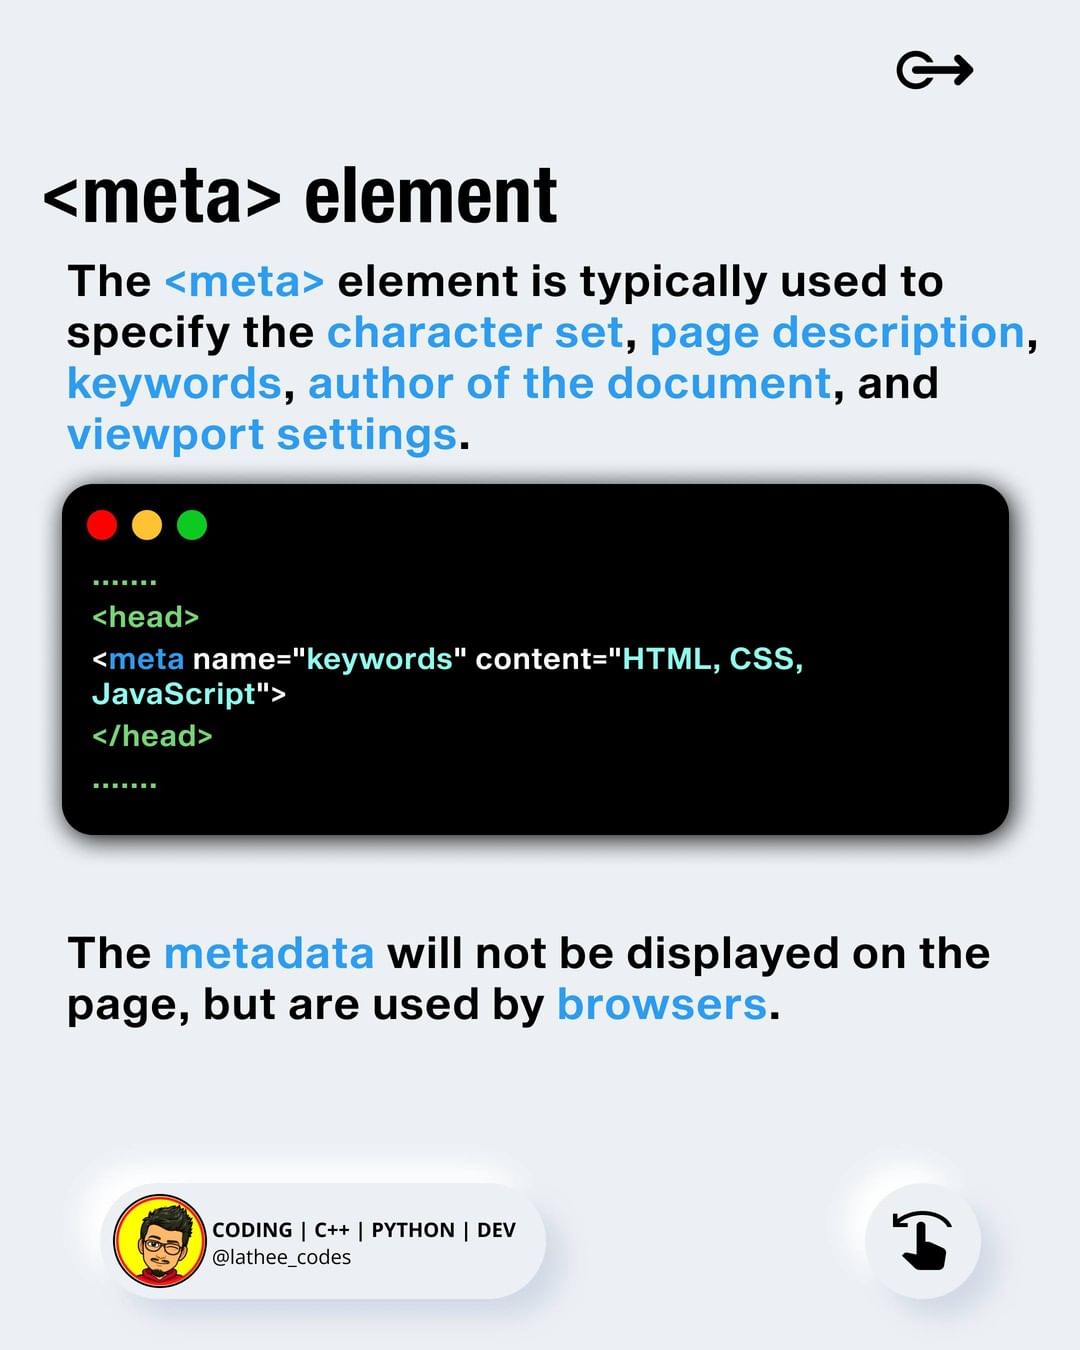 <meta> element
The <meta> element is typically used to
specify the character set, page description,
keywords, author of the document, and
viewport settings.
.......
<head>
<meta name="keywords" content="HTML, CSS,
JavaScript">
</head>
.......
The metadata will not be displayed on the
page, but are used by browsers.
CODING | C++ | PYTHON | DEV
@lathee_codes